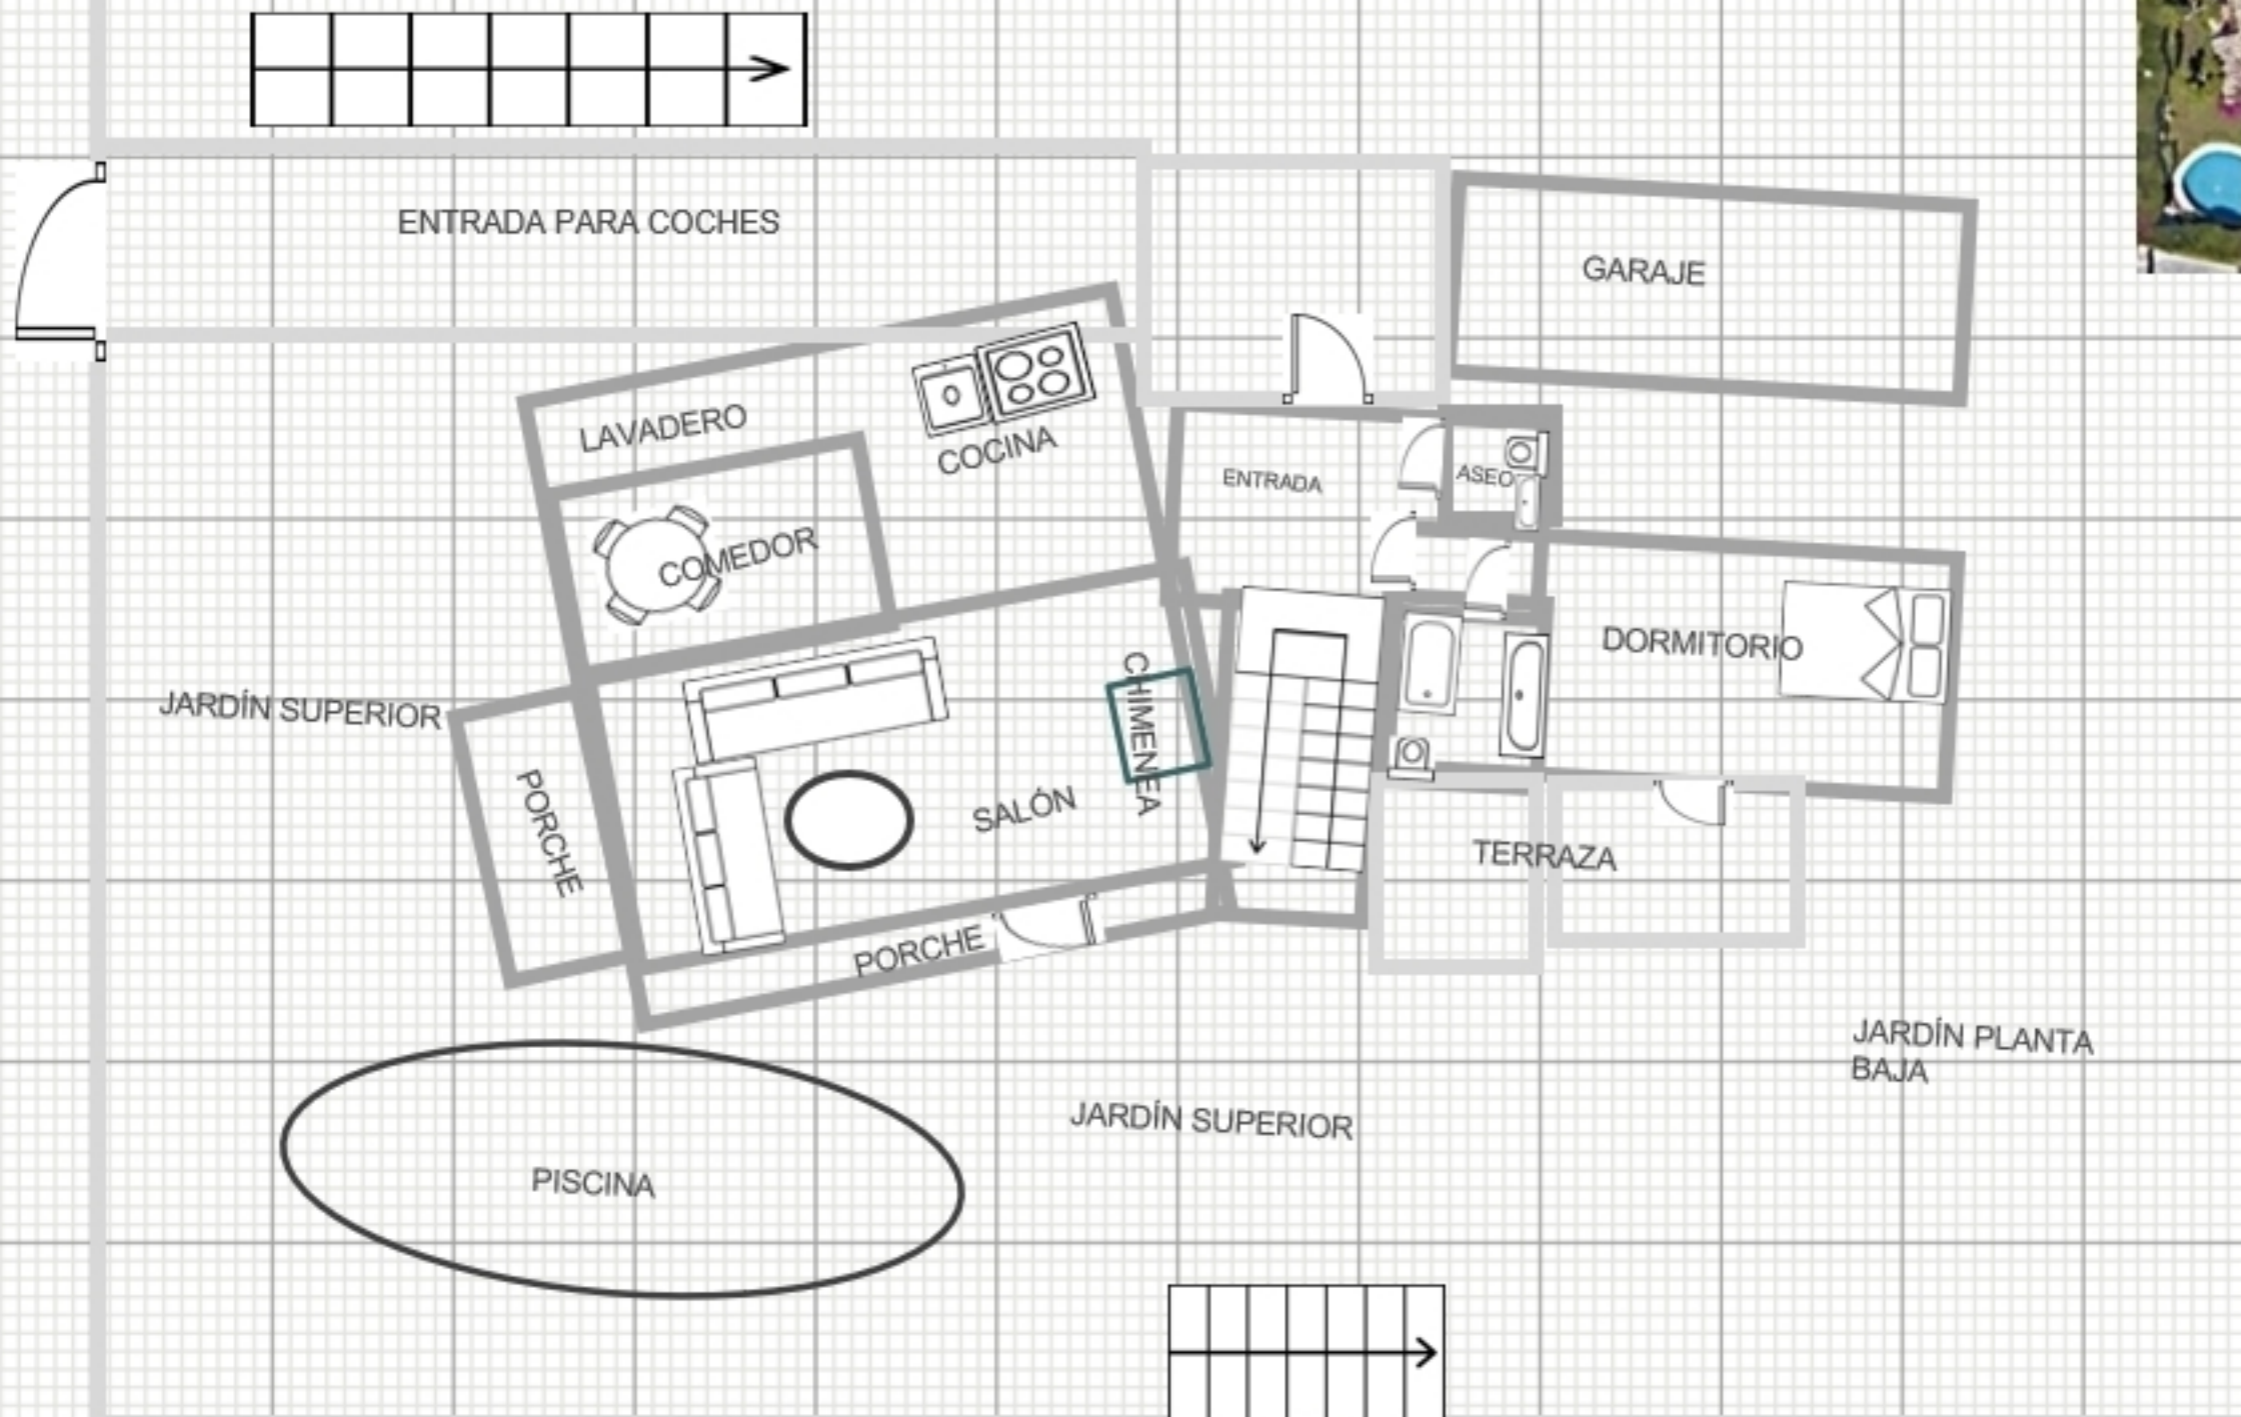 ENTRADA PARA COCHES
GARAJE
LAVADERO
COCINA
ENTRADA
ASEO
COMEDOR
DORMITORIO
JARDÍN SUPERIOR
CHIMENEA
PORCHE
SALÓN
TERRAZA
PORCHE
JARDÍN PLANTA
BAJA
JARDÍN SUPERIOR
PISCINA